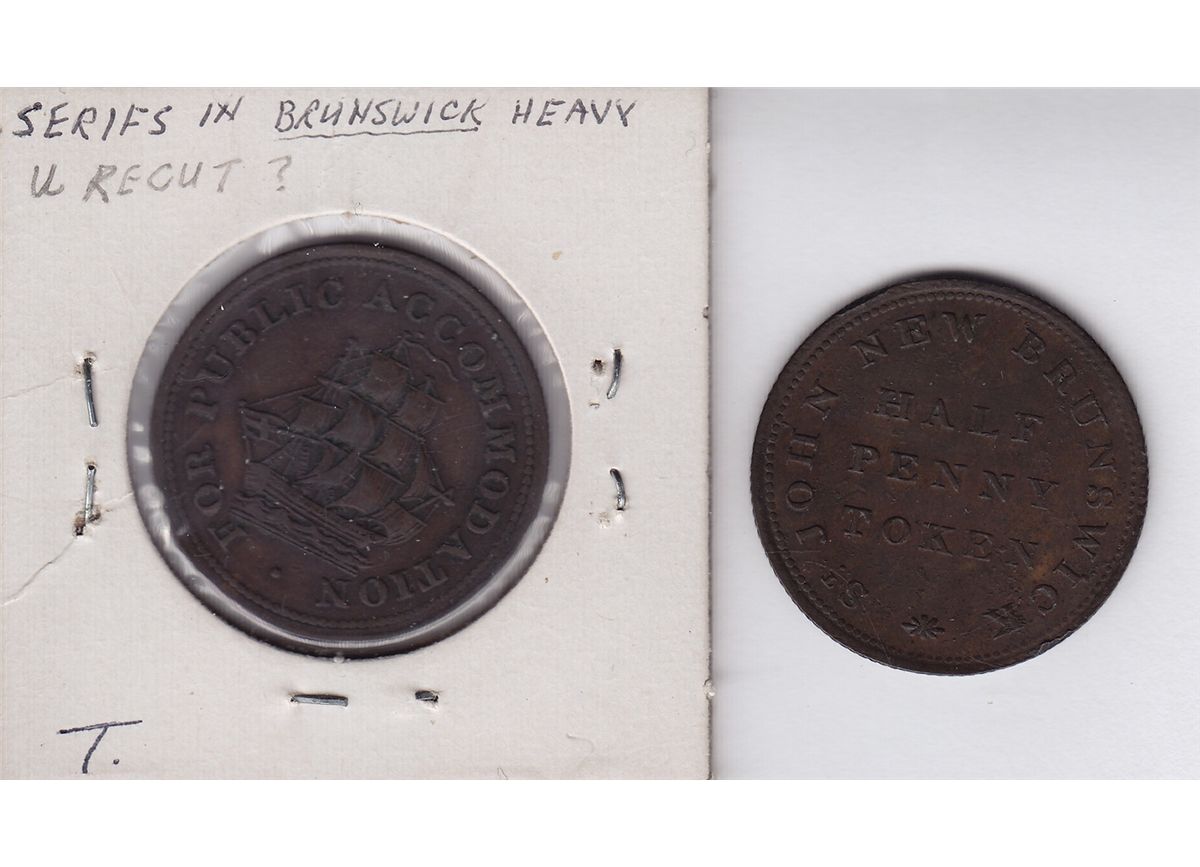 SERIFS IN BRUNSWICK HEAVY
U RECUT ?
FOR PUBLIC ACCOMMODATION
T.
ST JOHN NEW BRUNSWICK
HALF
PENNY
TOKEN